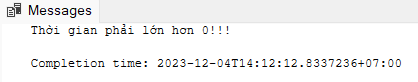 Messages
Thời gian phải lớn hơn 0!!!
Completion time: 2023-12-04T14:12:12.8337236+07:00